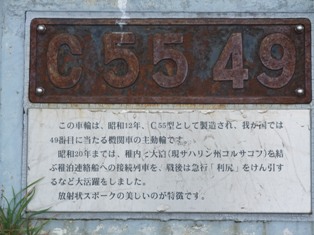 C55 49
この車輪は、昭和12年、C55型として製造され、我が国では
49番目に当たる機関車の主動輪です。
昭和20年までは、稚内と大泊(現サハリン州コルサコフ)を結
ぶ稚泊連絡船への接続列車を、戦後は急行「利尻」をけん引す
るなど大活躍をしました。
放射状スポークの美しいのが特徴です。